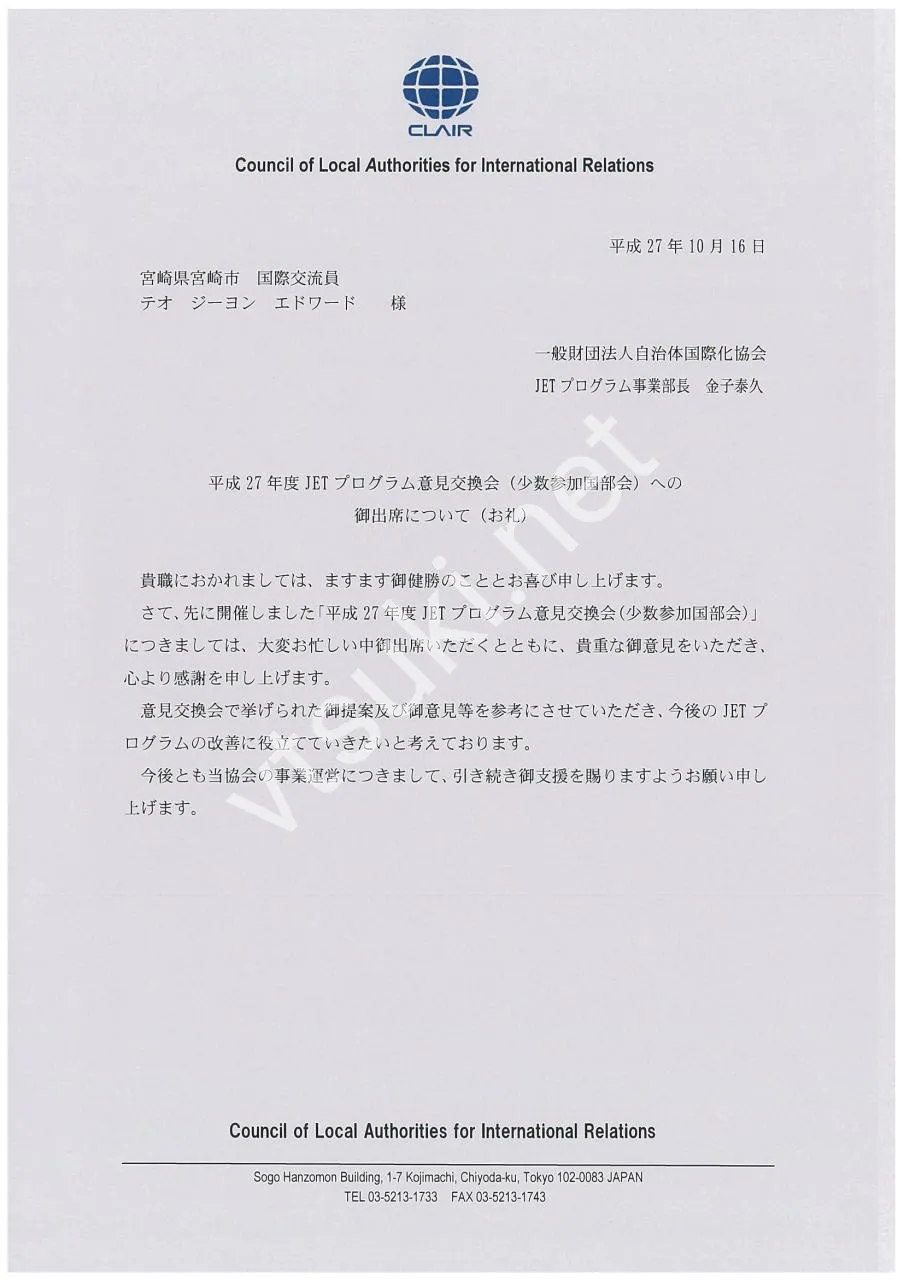 CLAIR
Council of Local Authorities for International Relations
平成 27 年 10 月 16 日
宮崎県宮崎市　国際交流員
テオ　ジーヨン　エドワード　　様
一般財団法人自治体国際化協会
JET プログラム事業部長　金子泰久
平成 27 年度 JET プログラム意見交換会（少数参加国部会）への
御出席について（お礼）
貴職におかれましては、ますます御健勝のこととお喜び申し上げます。
さて、先に開催しました「平成 27 年度 JET プログラム意見交換会（少数参加国部会）」
につきましては、大変お忙しい中御出席いただくとともに、貴重な御意見をいただき、
心より感謝を申し上げます。
意見交換会で挙げられた御提案及び御意見等を参考にさせていただき、今後の JET プ
ログラムの改善に役立てていきたいと考えております。
今後とも当協会の事業運営につきまして、引き続き御支援を賜りますようお願い申し
上げます。
vtsuki.net
Council of Local Authorities for International Relations
Sogo Hanzomon Building, 1-7 Kojimachi, Chiyoda-ku, Tokyo 102-0083 JAPAN
TEL 03-5213-1733　FAX 03-5213-1743